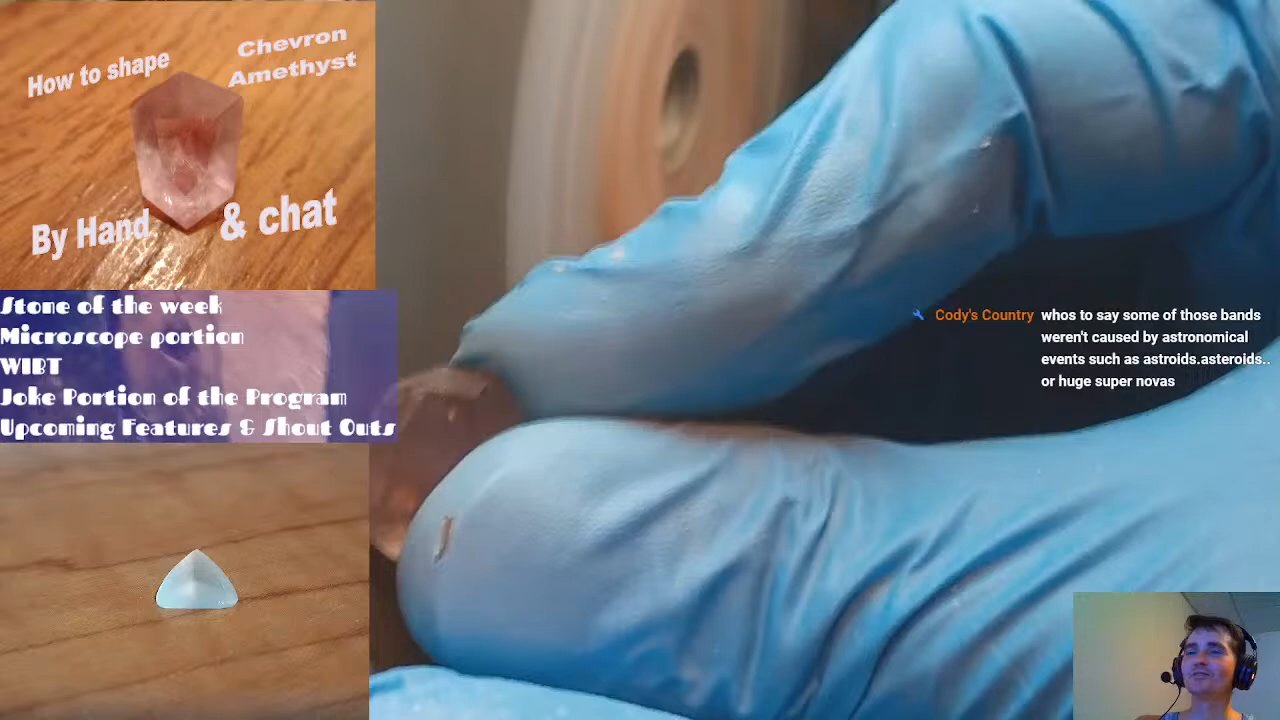 How to shape
Chevron
Amethyst
By Hand
& chat
Stone of the week
Microscope portion
WIRT
Joke Portion of the Program
Upcoming Features & Shout Outs
Cody's Country whos to say some of those bands
weren't caused by astronomical
events such as astroids.asteroids..
or huge super novas